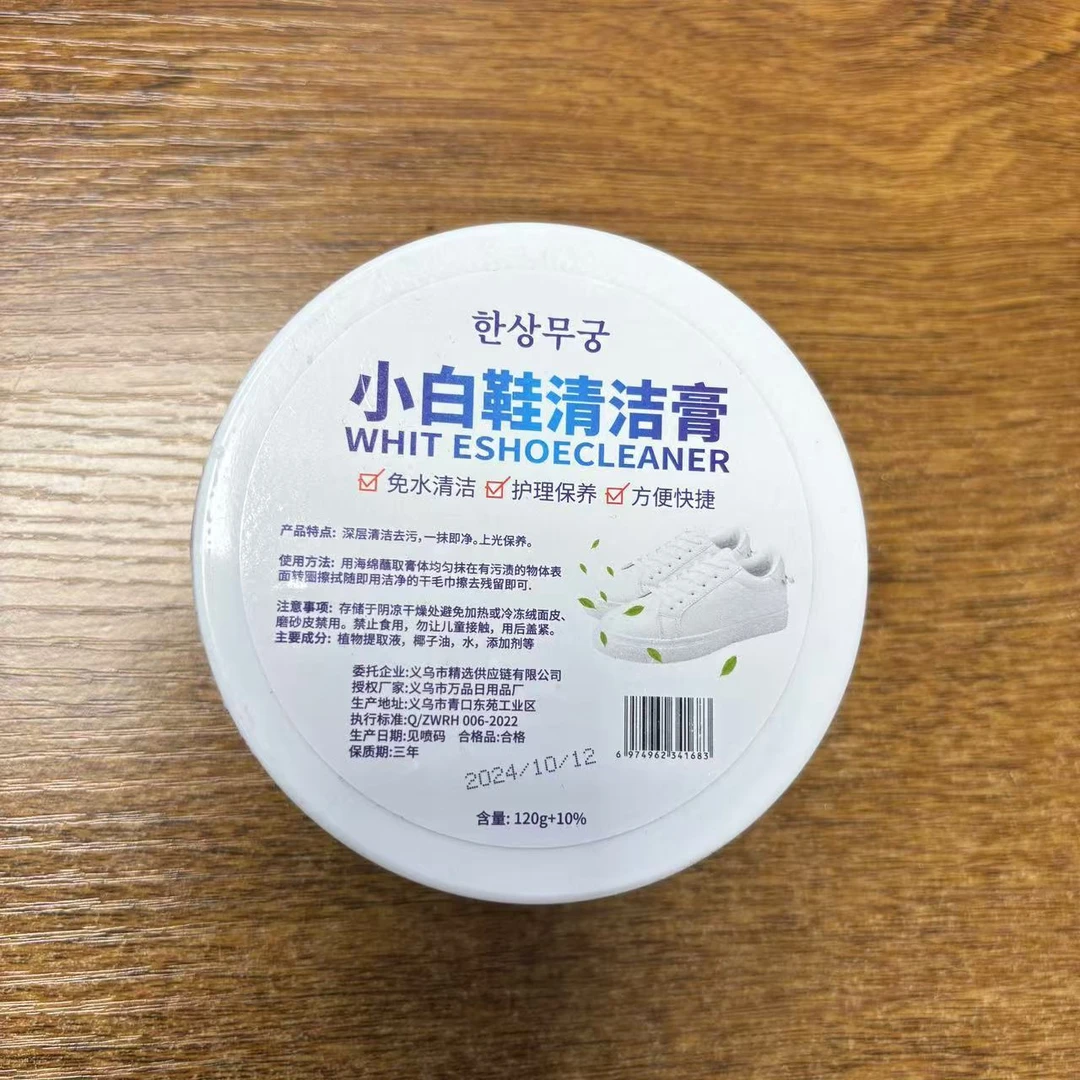 한상무궁
小白鞋清洁膏
WHIT ESHOECLEANER
免水清洁 护理保养 方便快捷
产品特点: 深层清洁去污,一抹即净。上光保养。
使用方法: 用海绵蘸取膏体均匀抹在有污渍的物体表
面转圈擦拭随即用洁净的干毛巾擦去残留即可.
注意事项: 存储于阴凉干燥处避免加热或冷冻绒面皮、
磨砂皮禁用。禁止食用，勿让儿童接触，用后盖紧。
主要成分: 植物提取液，椰子油，水，添加剂等
委托企业:义乌市精选供应链有限公司
授权厂家:义乌市万品日用品厂
生产地址:义乌市青口东苑工业区
执行标准:Q/ZWRH 006-2022
生产日期:见喷码 合格品:合格
保质期:三年
6 974962 341683
2024/10/12
含量: 120g+10%